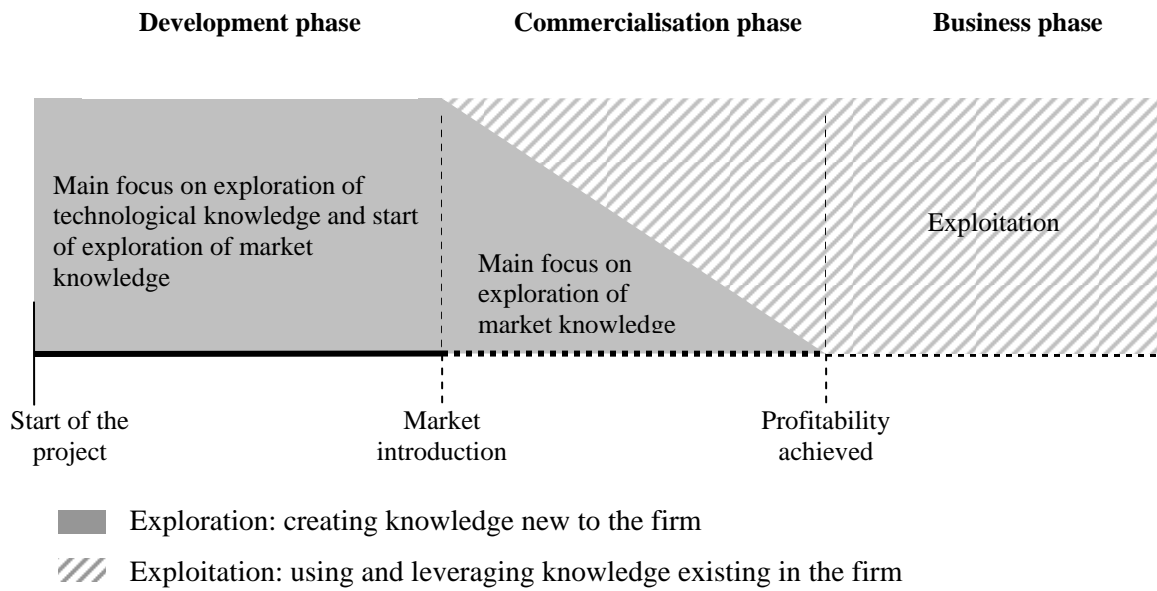 Development phase
Commercialisation phase
Business phase
Main focus on exploration of
technological knowledge and start
of exploration of market
knowledge
Main focus on
exploration of
market knowledge
Exploitation
Start of the
project
Market
introduction
Profitability
achieved
Exploration: creating knowledge new to the firm
Exploitation: using and leveraging knowledge existing in the firm